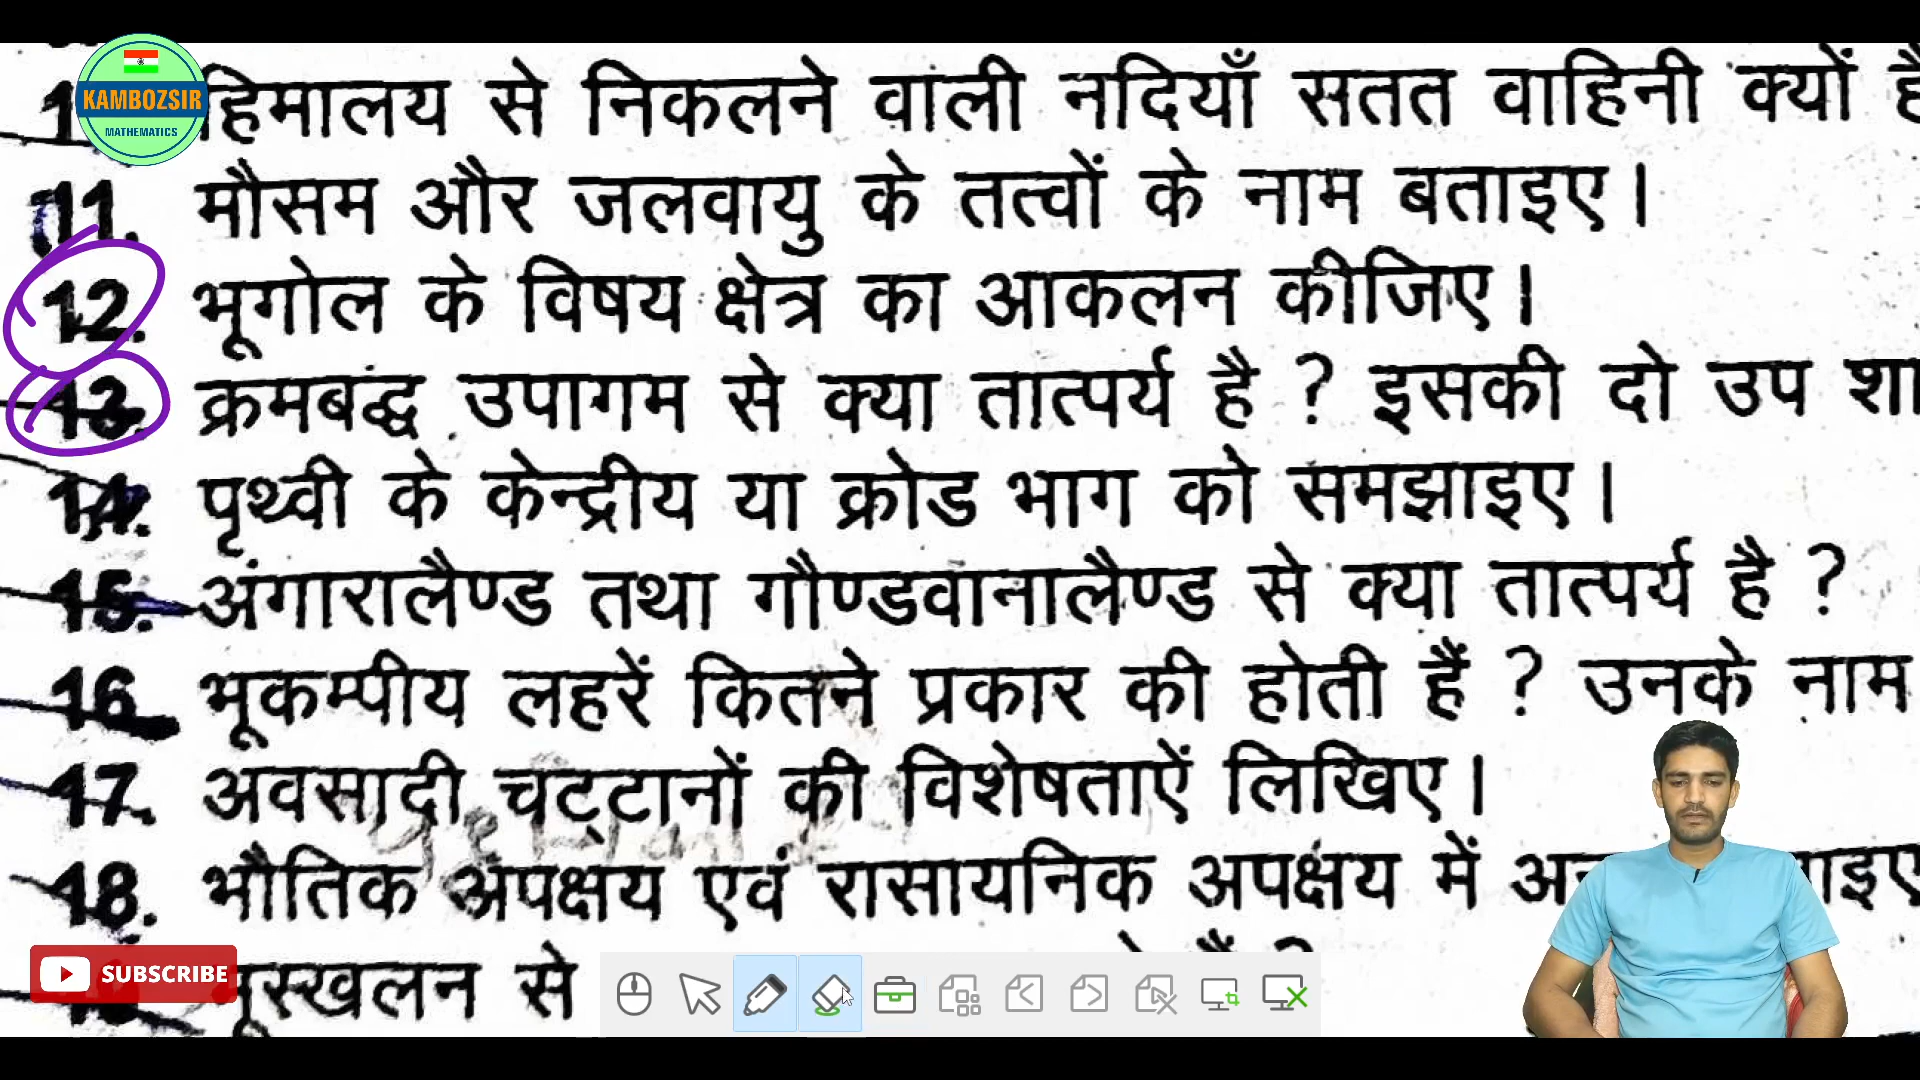 KAMBOZSIR
MATHEMATICS
हिमालय से निकलने वाली नदियाँ सतत वाहिनी क्यों
11. मौसम और जलवायु के तत्वों के नाम बताइए।
12. भूगोल के विषय क्षेत्र का आकलन कीजिए।
13. क्रमबद्ध उपागम से क्या तात्पर्य है ? इसकी दो उप
14. पृथ्वी के केन्द्रीय या क्रोड भाग को समझाइए।
15. अंगारालैण्ड तथा गौण्डवानालैण्ड से क्या तात्पर्य है ?
16. भूकम्पीय लहरें कितने प्रकार की होती हैं ? उनके नाम
17. अवसादी चट्टानों की विशेषताऐं लिखिए।
18. भौतिक अपक्षय एवं रासायनिक अपक्षय में
भूस्खलन से
SUBSCRIBE